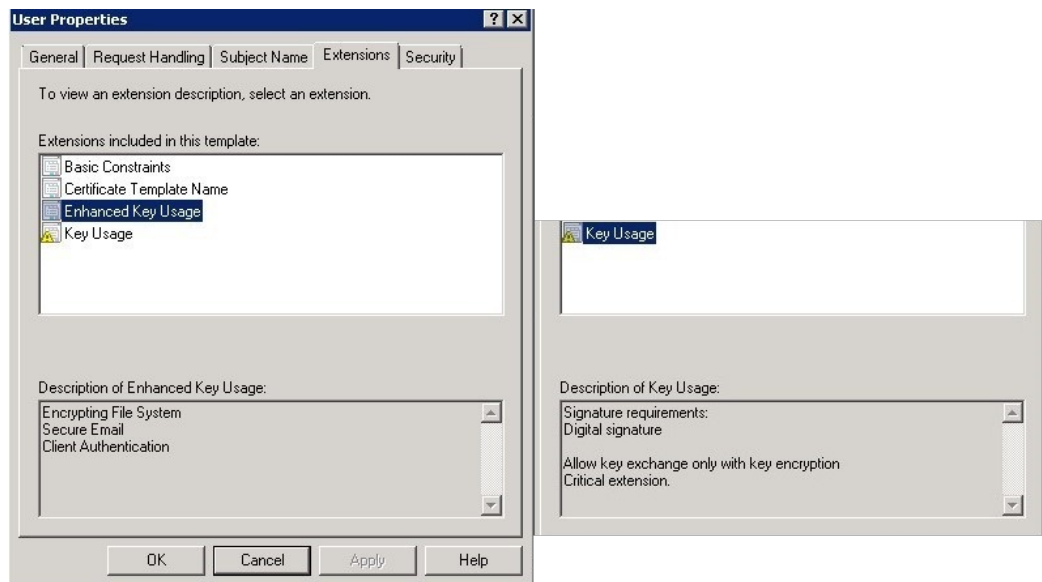 User Properties
General Request Handling Subject Name Extensions Security
To view an extension description, select an extension.
Extensions included in this template:
Basic Constraints
Certificate Template Name
Enhanced Key Usage
Key Usage
Description of Enhanced Key Usage:
Encrypting File System
Secure Email
Client Authentication
OK Cancel Apply Help
Key Usage
Description of Key Usage:
Signature requirements:
Digital signature
Allow key exchange only with key encryption
Critical extension.